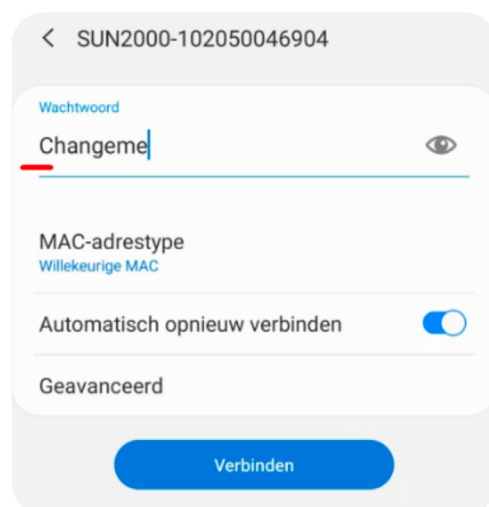 SUN2000-102050046904
Wachtwoord
Changeme
MAC-adrestype
Willekeurige MAC
Automatisch opnieuw verbinden
Geavanceerd
Verbinden